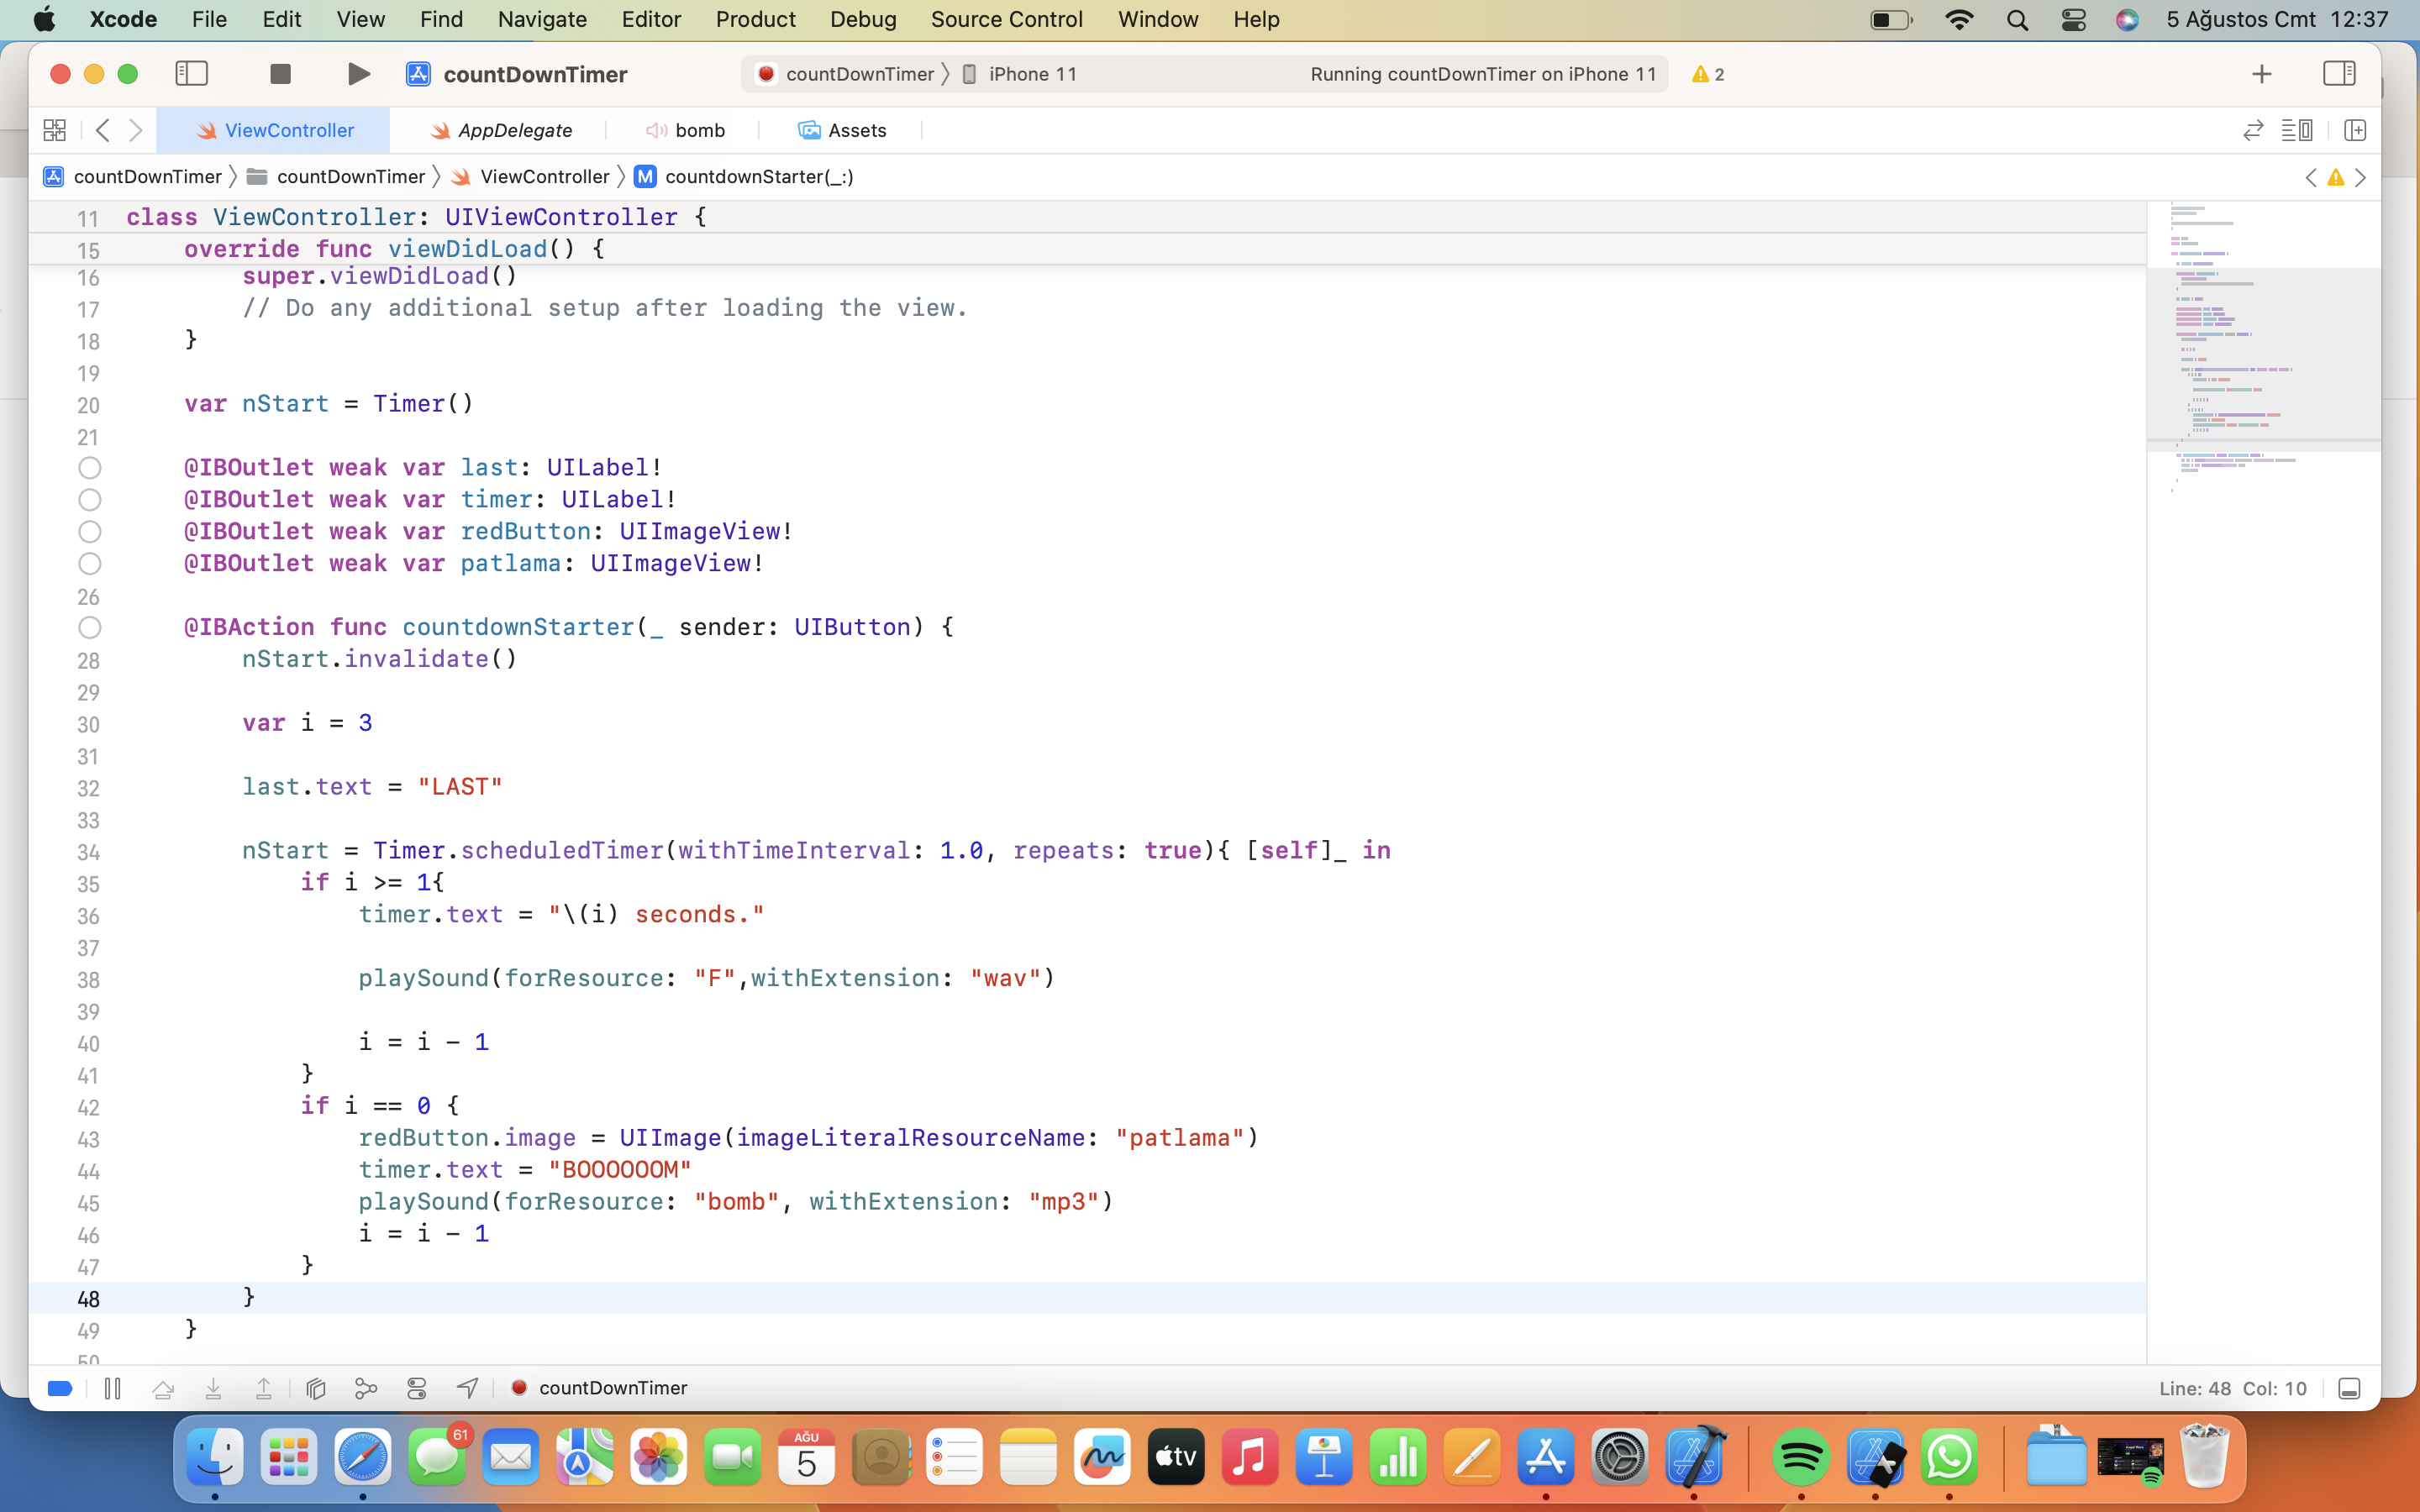 Xcode File Edit View Find Navigate Editor Product Debug Source Control Window Help 5 Ağustos Cmt 12:37
countDownTimer countDownTimer iPhone 11 Running countDownTimer on iPhone 11 2
ViewController AppDelegate bomb Assets
countDownTimer countDownTimer ViewController M countdownStarter(_:)
11 class ViewController: UIViewController {
15 override func viewDidLoad() {
16 super.viewDidLoad()
17 // Do any additional setup after loading the view.
18 }
19
20 var nStart = Timer()
21
@IBOutlet weak var last: UILabel!
@IBOutlet weak var timer: UILabel!
@IBOutlet weak var redButton: UIImageView!
@IBOutlet weak var patlama: UIImageView!
26
@IBAction func countdownStarter(_ sender: UIButton) {
28 nStart.invalidate()
29
30 var i = 3
31
32 last.text = "LAST"
33
34 nStart = Timer.scheduledTimer(withTimeInterval: 1.0, repeats: true){ [self]_ in
35 if i >= 1{
36 timer.text = "\(i) seconds."
37
38 playSound(forResource: "F",withExtension: "wav")
39
40 i = i - 1
41 }
42 if i == 0 {
43 redButton.image = UIImage(imageLiteralResourceName: "patlama")
44 timer.text = "BOOOOOOM"
45 playSound(forResource: "bomb", withExtension: "mp3")
46 i = i - 1
47 }
48 }
49 }
50
countDownTimer Line: 48 Col: 10
61
AĞU
5
tv